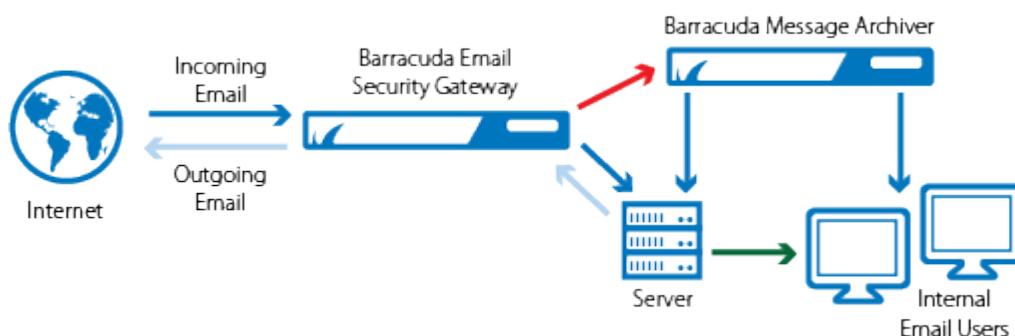 Barracuda Message Archiver
Incoming
Email
Barracuda Email
Security Gateway
Outgoing
Email
Internet
Server
Internal
Email Users